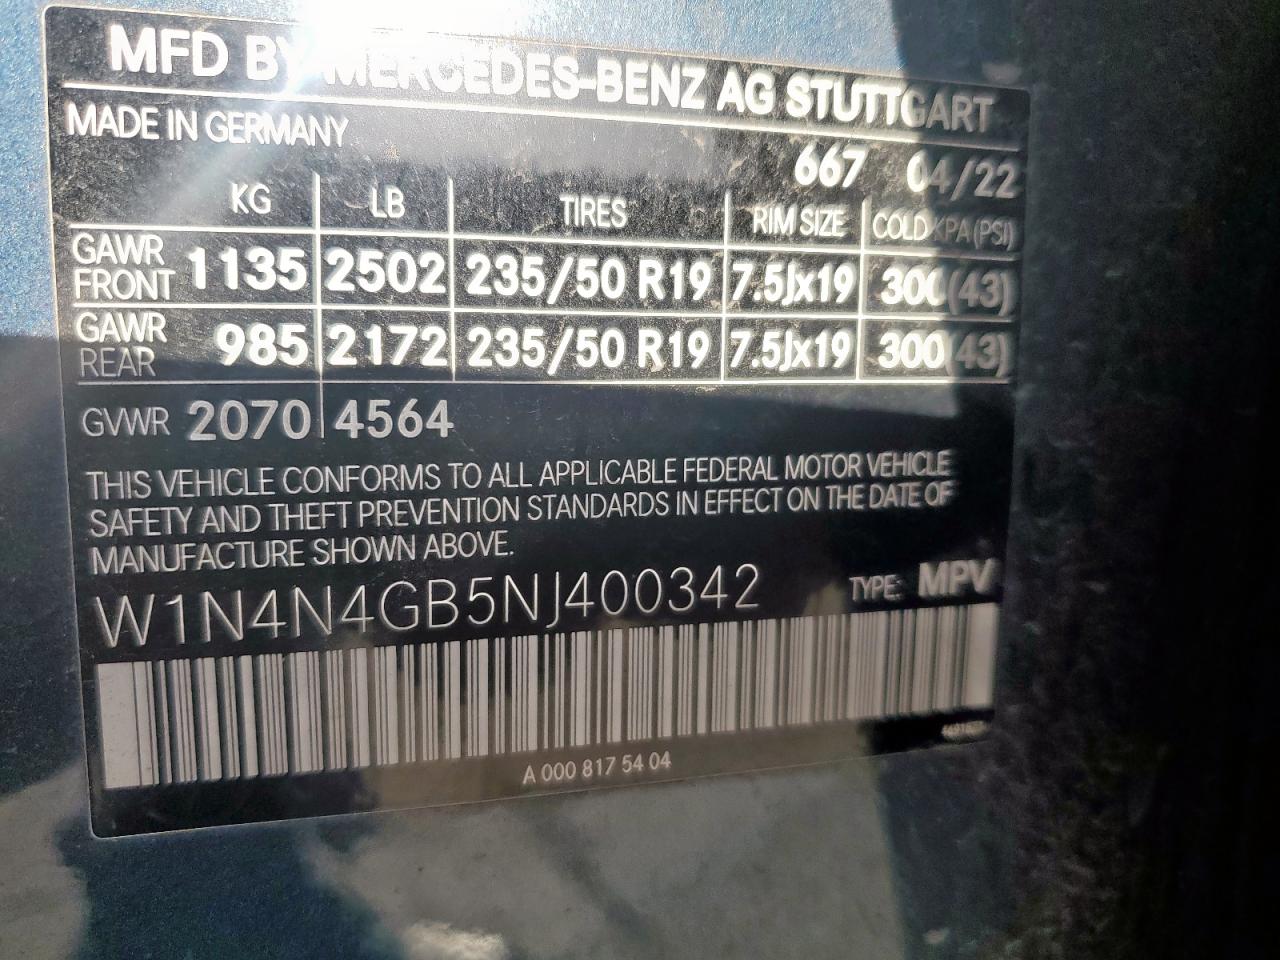 MFD BY MERCEDES-BENZ AG STUTTGART
MADE IN GERMANY
667 04/22
KG LB TIRES RIM SIZE COLD KPA (PSI)
GAWR FRONT 1135 2502 235/50 R19 7.5Jx19 300 (43)
GAWR REAR 985 2172 235/50 R19 7.5Jx19 300 (43)
GVWR 2070 4564
THIS VEHICLE CONFORMS TO ALL APPLICABLE FEDERAL MOTOR VEHICLE
SAFETY AND THEFT PREVENTION STANDARDS IN EFFECT ON THE DATE OF
MANUFACTURE SHOWN ABOVE.
W1N4N4GB5NJ400342 TYPE: MPV
A 000 817 54 04